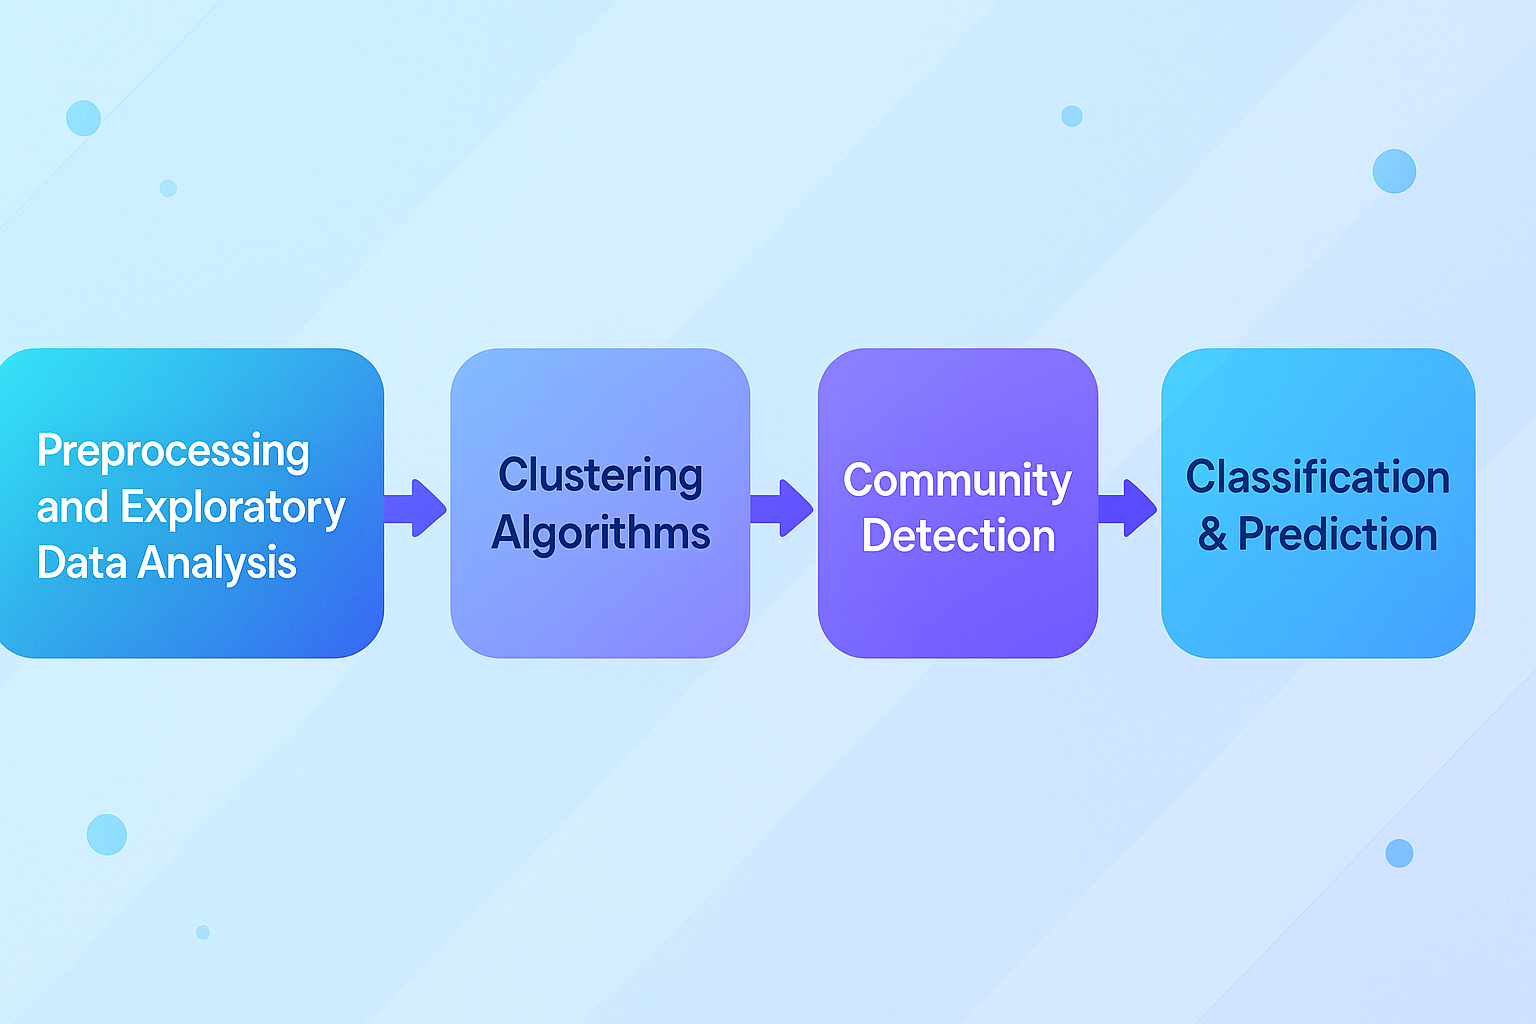 Preprocessing
and Exploratory
Data Analysis
Clustering
Algorithms
Community
Detection
Classification
& Prediction